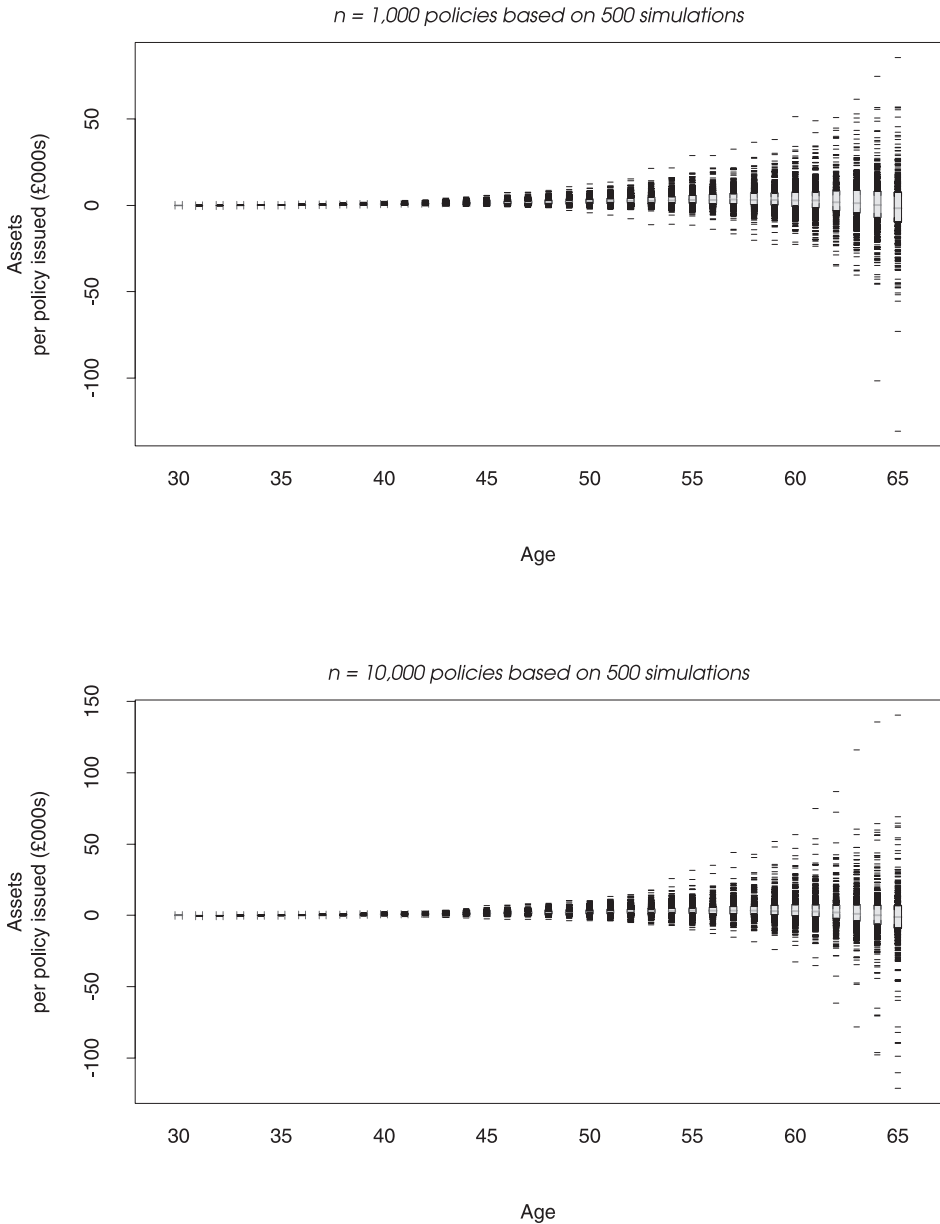 n = 1,000 policies based on 500 simulations
Assets
per policy issued (£000s)
50
0
-50
-100
30 35 40 45 50 55 60 65
Age
n = 10,000 policies based on 500 simulations
Assets
per policy issued (£000s)
150
100
50
0
-50
-100
30 35 40 45 50 55 60 65
Age